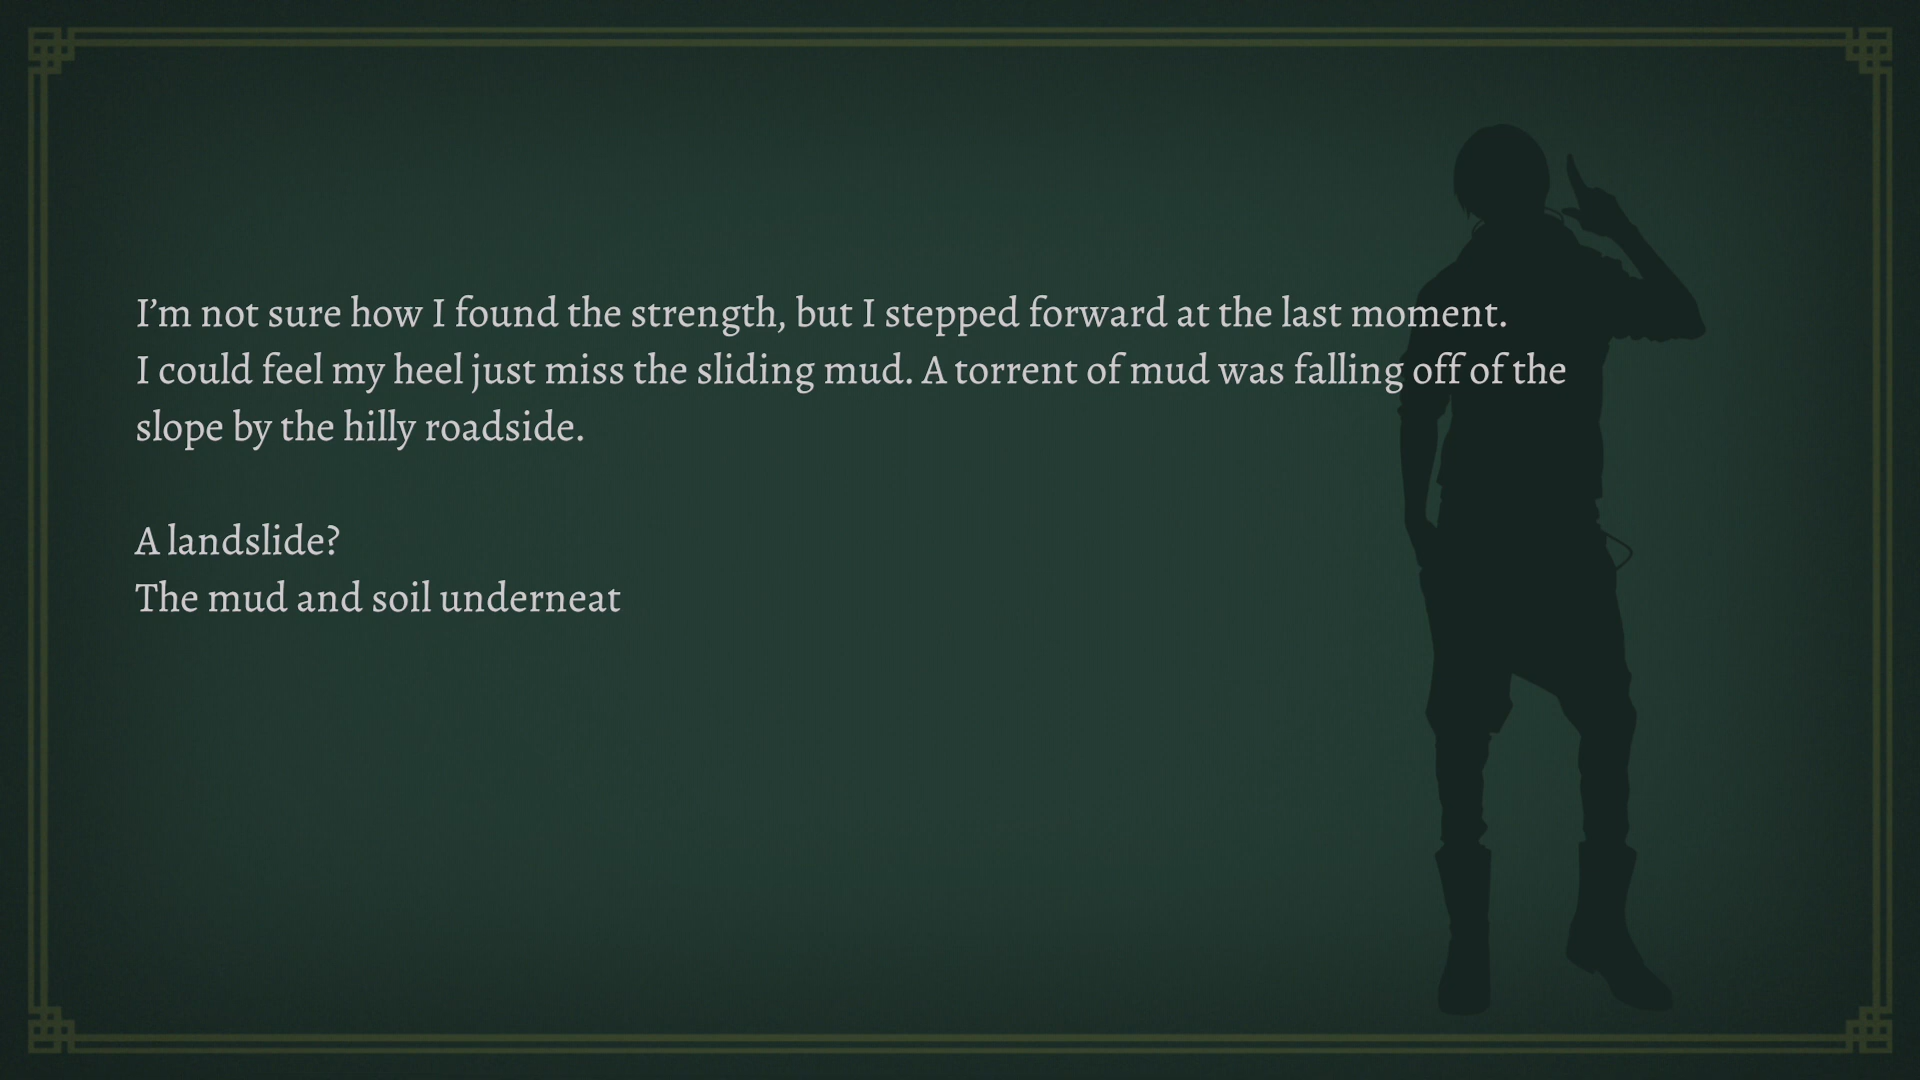 I’m not sure how I found the strength, but I stepped forward at the last moment.
I could feel my heel just miss the sliding mud. A torrent of mud was falling off of the
slope by the hilly roadside.
A landslide?
The mud and soil underneat